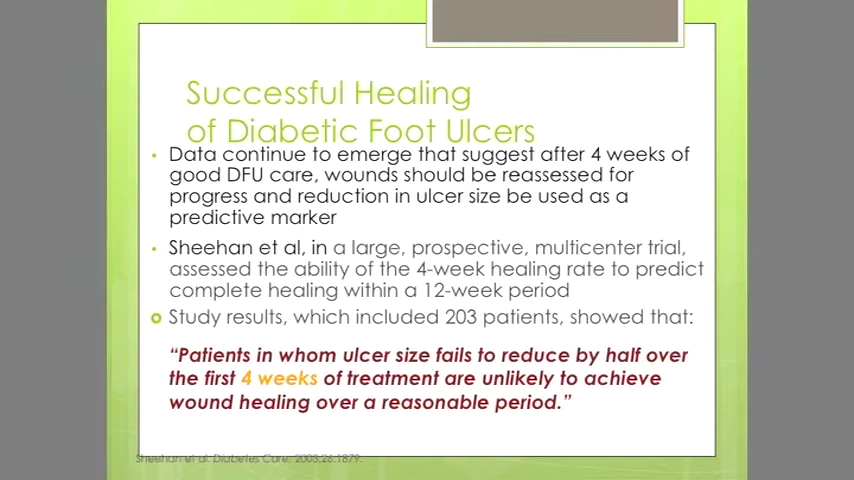 Successful Healing
of Diabetic Foot Ulcers
• Data continue to emerge that suggest after 4 weeks of
good DFU care, wounds should be reassessed for
progress and reduction in ulcer size be used as a
predictive marker
• Sheehan et al, in a large, prospective, multicenter trial,
assessed the ability of the 4-week healing rate to predict
complete healing within a 12-week period
Study results, which included 203 patients, showed that:
“Patients in whom ulcer size fails to reduce by half over
the first 4 weeks of treatment are unlikely to achieve
wound healing over a reasonable period.”
Sheehan et al. Diabetes Care. 2003;26:1879.